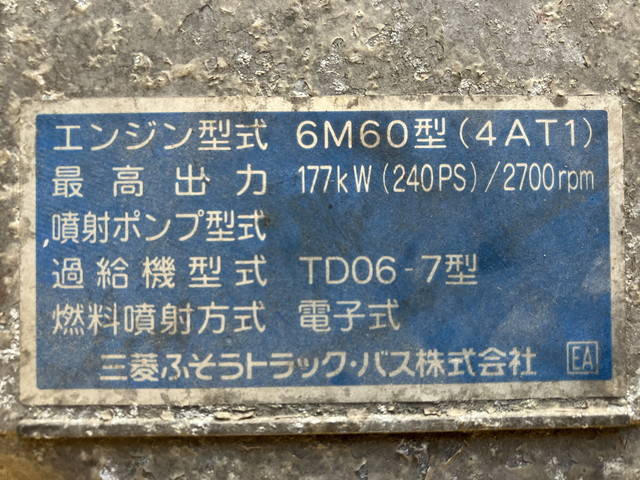 エンジン型式 6M60型(4AT1)
最高出力 177kW(240PS)/2700rpm
噴射ポンプ型式
過給機型式 TD06-7型
燃料噴射方式 電子式
三菱ふそうトラック・バス株式会社 EA